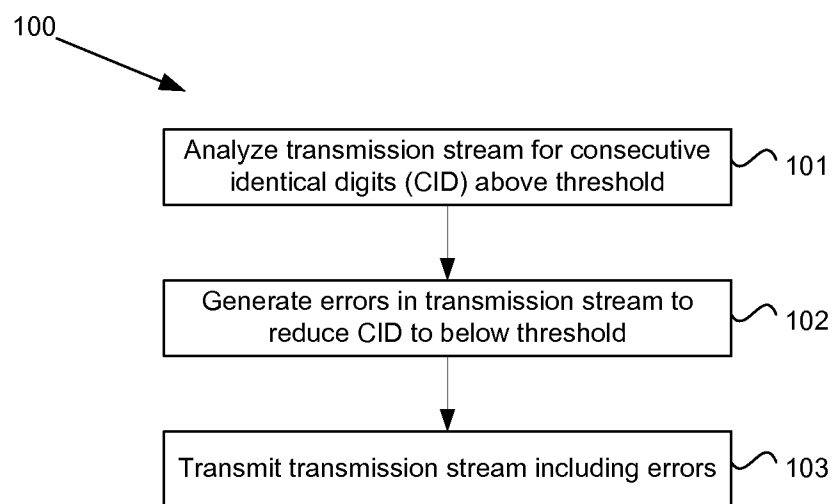 100
Analyze transmission stream for consecutive
identical digits (CID) above threshold
101
Generate errors in transmission stream to
reduce CID to below threshold
102
Transmit transmission stream including errors
103